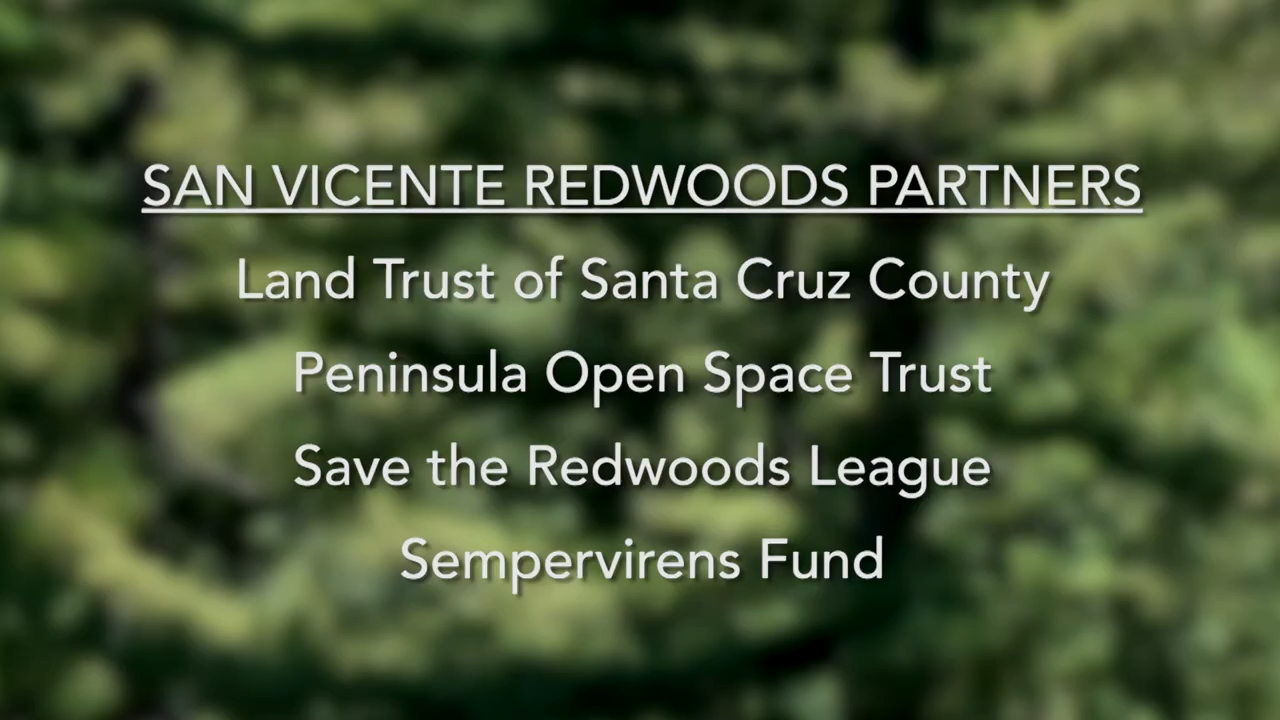 SAN VICENTE REDWOODS PARTNERS
Land Trust of Santa Cruz County
Peninsula Open Space Trust
Save the Redwoods League
Sempervirens Fund